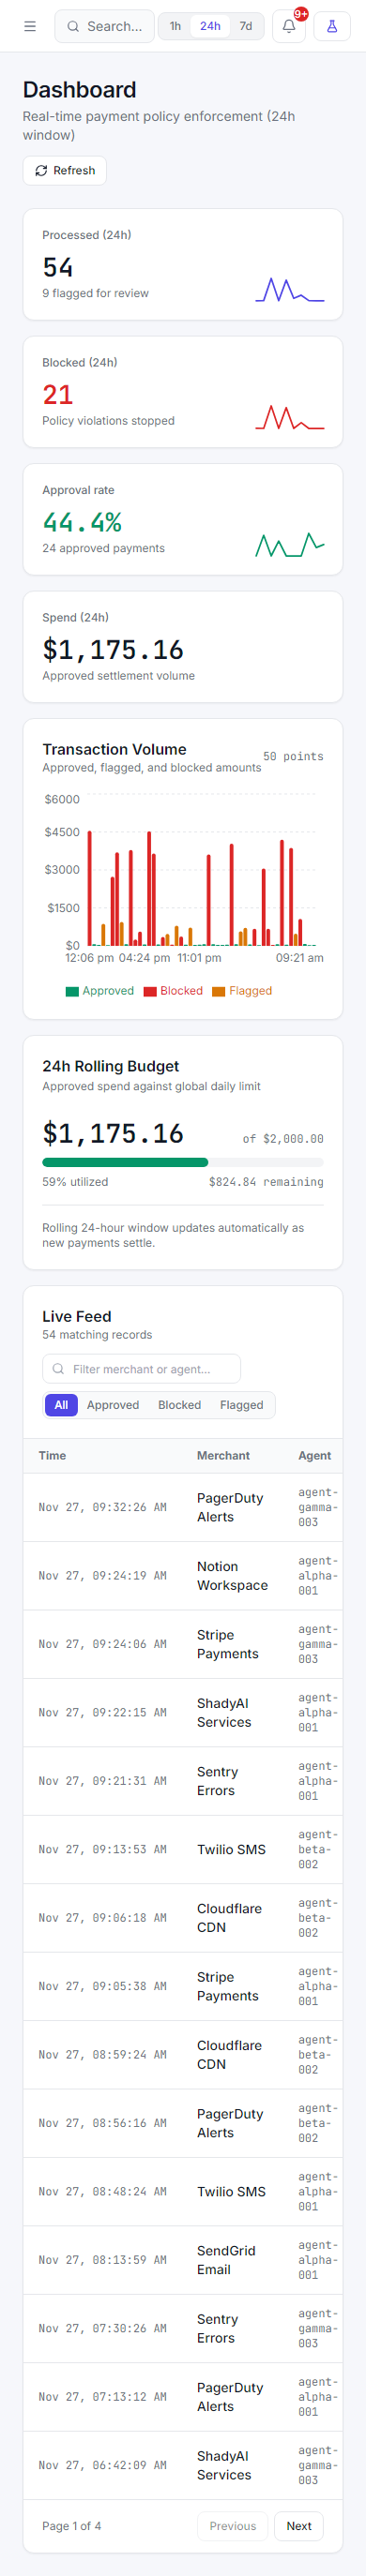 Search...
1h
24h
7d
9+
Dashboard
Real-time payment policy enforcement (24h
window)
Refresh
Processed (24h)
54
9 flagged for review
Blocked (24h)
21
Policy violations stopped
Approval rate
44.4%
24 approved payments
Spend (24h)
$1,175.16
Approved settlement volume
Transaction Volume
50 points
Approved, flagged, and blocked amounts
$6000
$4500
$3000
$1500
$0
12:06 pm 04:24 pm 11:01 pm 09:21 am
Approved Blocked Flagged
24h Rolling Budget
Approved spend against global daily limit
$1,175.16
of $2,000.00
59% utilized
$824.84 remaining
Rolling 24-hour window updates automatically as
new payments settle.
Live Feed
54 matching records
Filter merchant or agent...
All Approved Blocked Flagged
Time Merchant Agent
Nov 27, 09:32:26 AM
PagerDuty
Alerts
agent-
gamma-
003
Nov 27, 09:24:19 AM
Notion
Workspace
agent-
alpha-
001
Nov 27, 09:24:06 AM
Stripe
Payments
agent-
gamma-
003
Nov 27, 09:22:15 AM
ShadyAI
Services
agent-
alpha-
001
Nov 27, 09:21:31 AM
Sentry
Errors
agent-
alpha-
001
Nov 27, 09:13:53 AM
Twilio SMS
agent-
beta-
002
Nov 27, 09:06:18 AM
Cloudflare
CDN
agent-
beta-
002
Nov 27, 09:05:38 AM
Stripe
Payments
agent-
alpha-
001
Nov 27, 08:59:24 AM
Cloudflare
CDN
agent-
beta-
002
Nov 27, 08:56:16 AM
PagerDuty
Alerts
agent-
beta-
002
Nov 27, 08:48:24 AM
Twilio SMS
agent-
alpha-
001
Nov 27, 08:13:59 AM
SendGrid
Email
agent-
alpha-
001
Nov 27, 07:30:26 AM
Sentry
Errors
agent-
gamma-
003
Nov 27, 07:13:12 AM
PagerDuty
Alerts
agent-
alpha-
001
Nov 27, 06:42:09 AM
ShadyAI
Services
agent-
gamma-
003
Page 1 of 4
Previous
Next